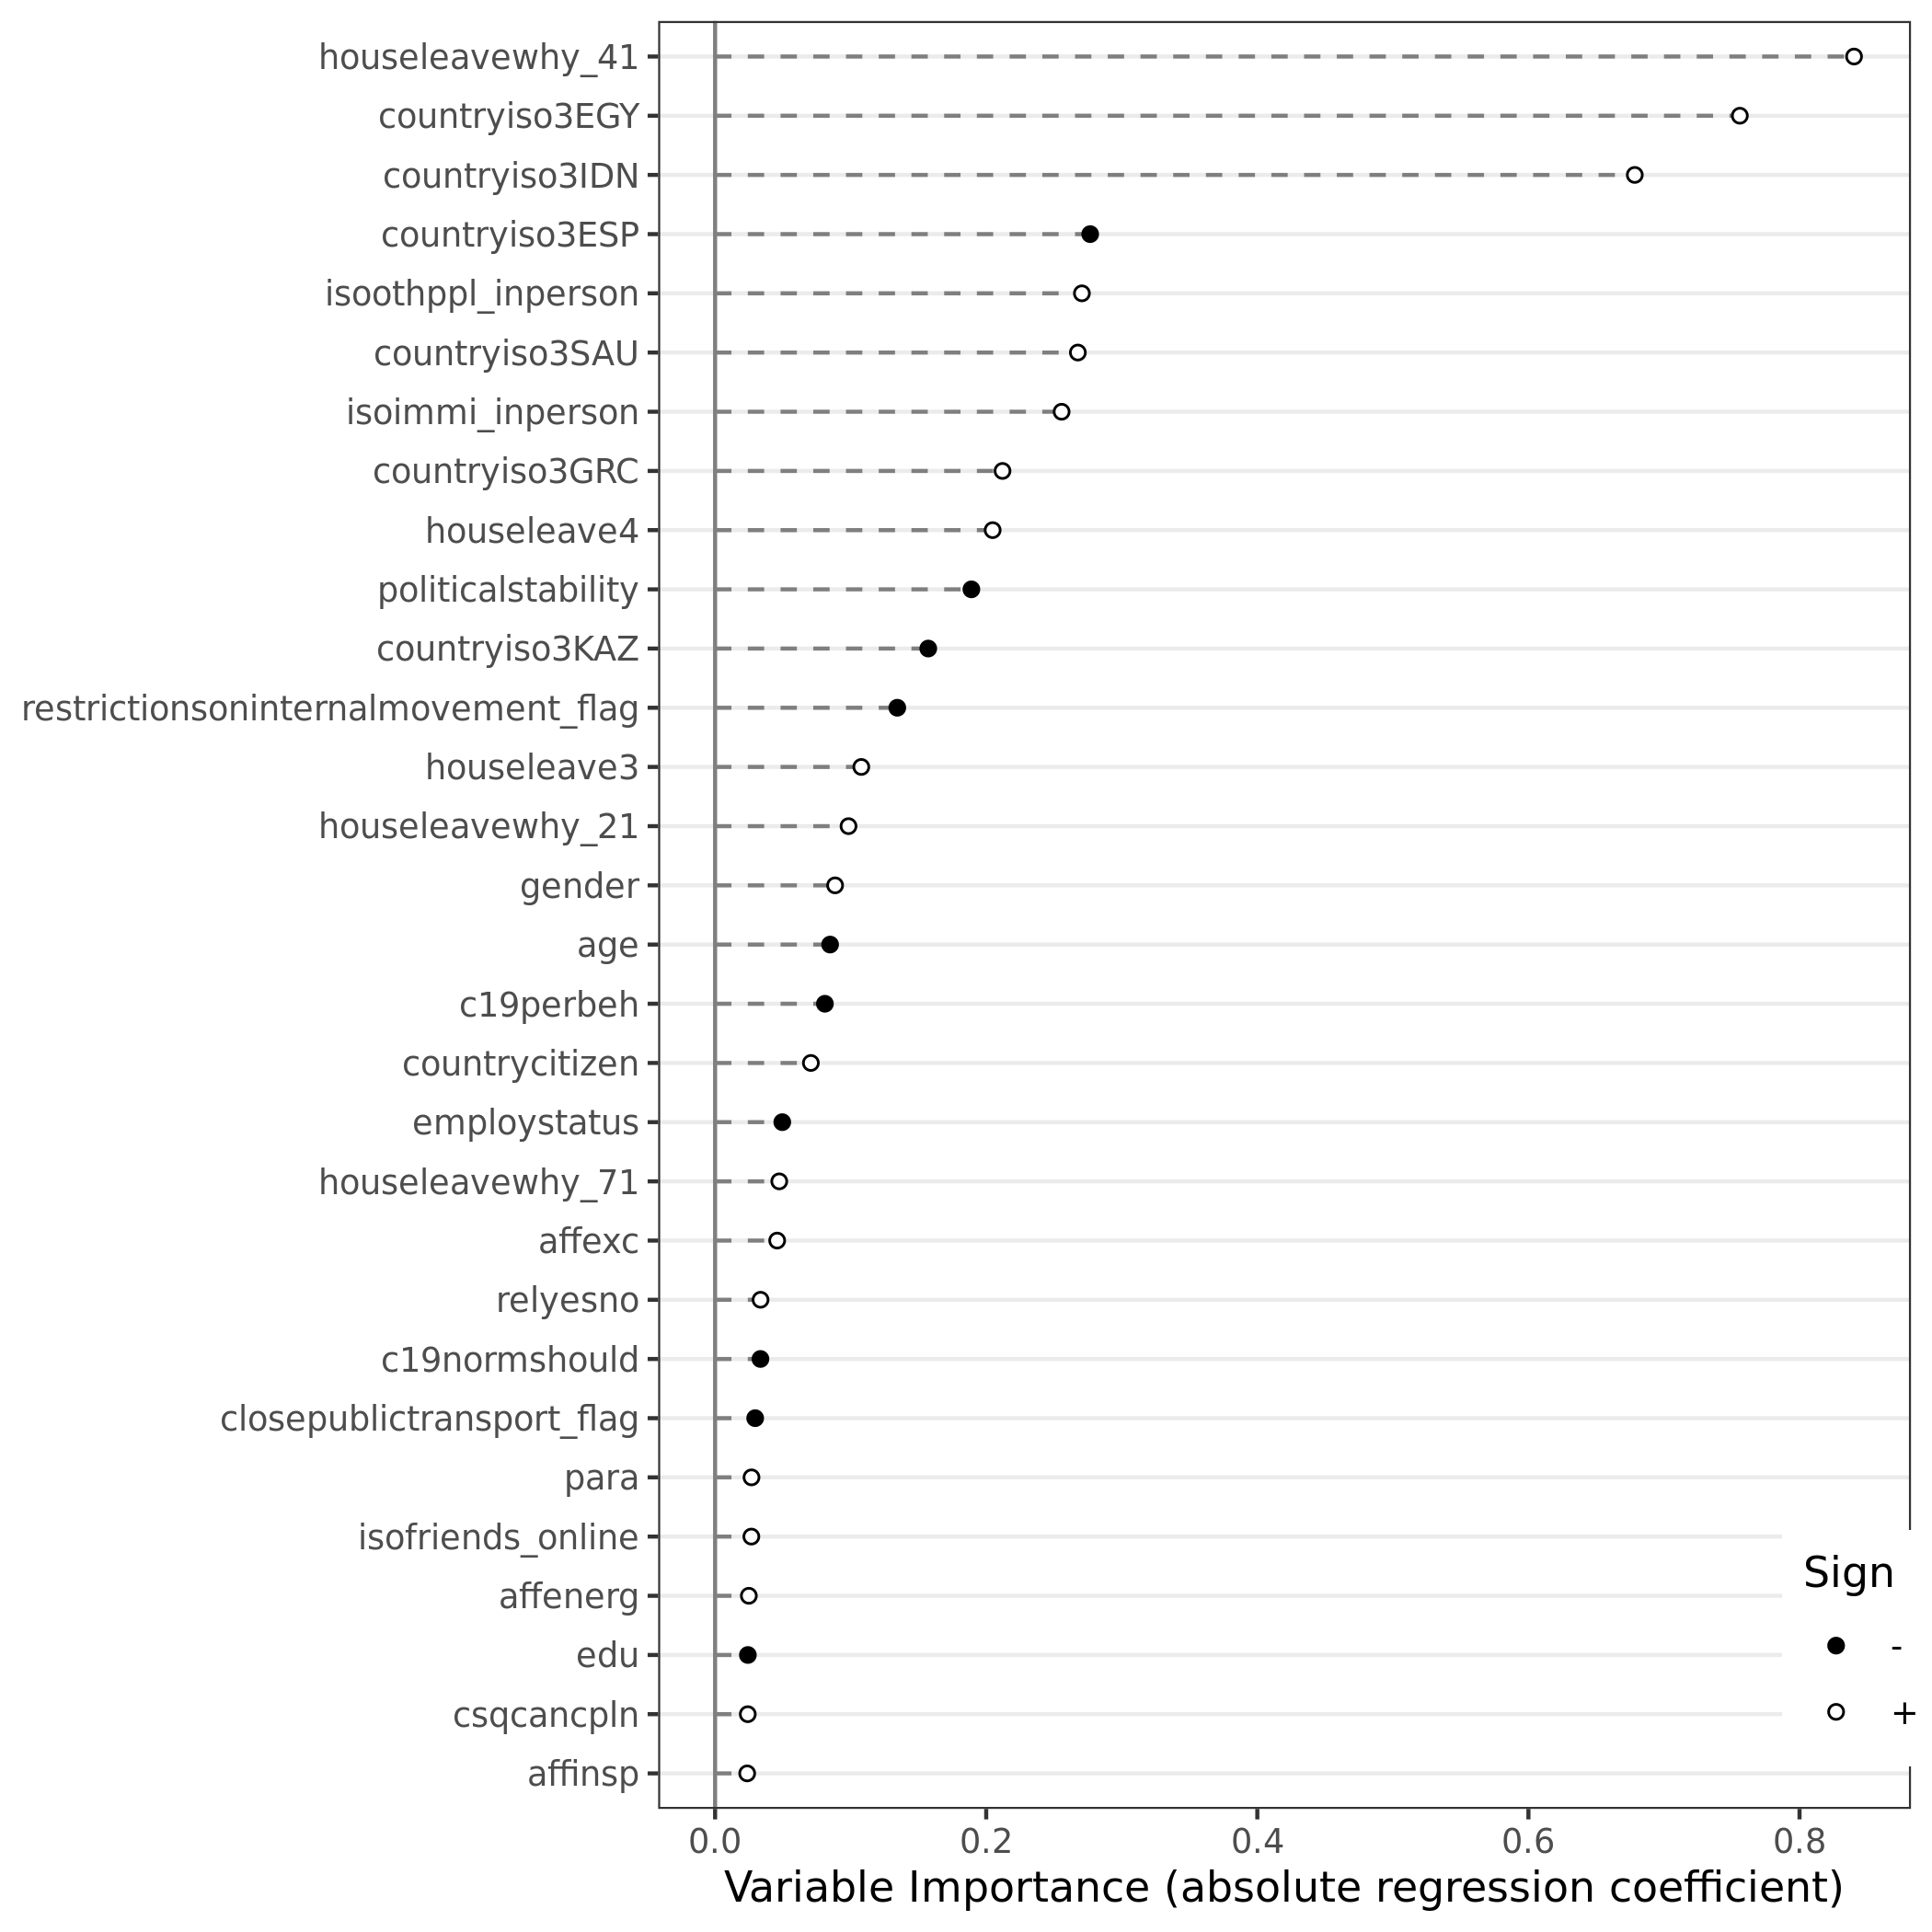 houseleavewhy_41
countryiso3EGY
countryiso3IDN
countryiso3ESP
isoothppl_inperson
countryiso3SAU
isoimmi_inperson
countryiso3GRC
houseleave4
politicalstability
countryiso3KAZ
restrictionsoninternalmovement_flag
houseleave3
houseleavewhy_21
gender
age
c19perbeh
countrycitizen
employstatus
houseleavewhy_71
affexc
relyesno
c19normshould
closepublictransport_flag
para
isofriends_online
affenerg
edu
csqcancpln
affinsp
Sign
-
+
0.0 0.2 0.4 0.6 0.8
Variable Importance (absolute regression coefficient)